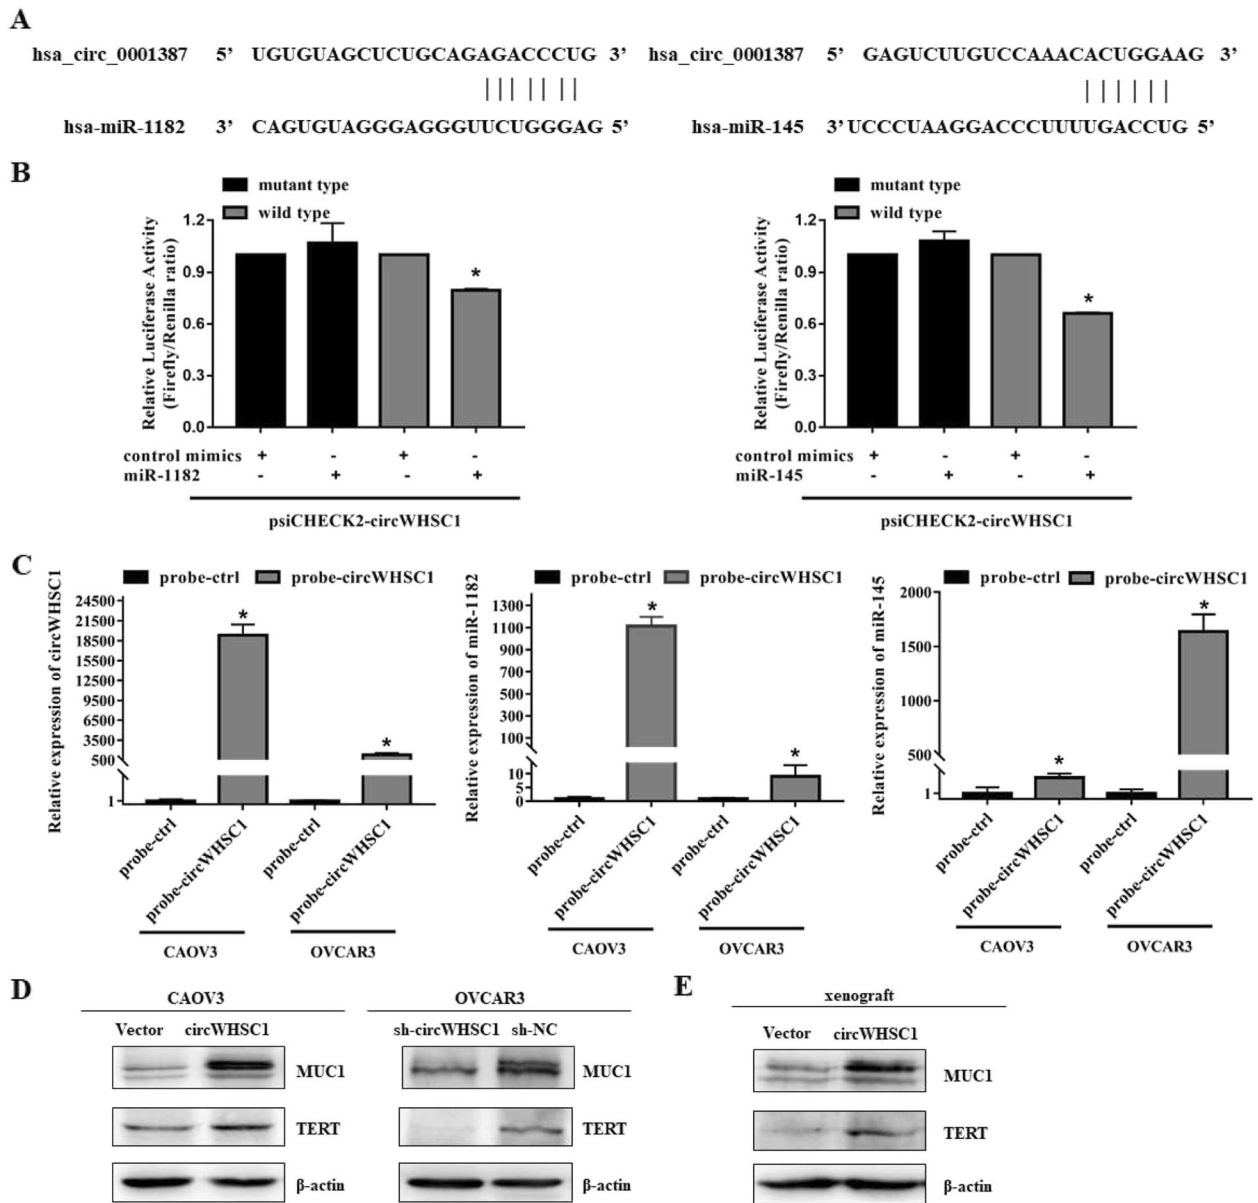 A
hsa_circ_0001387 5’ UGUGUAGCUCUGCAGAGACCCUG 3’
hsa-miR-1182 3’ CAGUGUAGGGAGGGUUCUGGGAG 5’
hsa_circ_0001387 5’ GAGUCUUGUCCAAACACUGGAAG 3’
hsa-miR-145 3’ UCCCUAAGGACCCUUUUGACCUG 5’
B
mutant type
wild type
Relative Luciferase Activity
(Firefly/Renilla ratio)
1.2
0.9
0.6
0.3
0.0
*
control mimics + - + -
miR-1182 - + - +
psiCHECK2-circWHSC1
mutant type
wild type
Relative Luciferase Activity
(Firefly/Renilla ratio)
1.2
0.9
0.6
0.3
0.0
*
control mimics + - + -
miR-145 - + - +
psiCHECK2-circWHSC1
C
probe-ctrl probe-circWHSC1
Relative expression of circWHSC1
24500
21500
18500
15500
12500
9500
6500
3500
500
1
*
*
probe-ctrl
probe-circWHSC1
probe-ctrl
probe-circWHSC1
CAOV3 OVCAR3
probe-ctrl probe-circWHSC1
Relative expression of miR-1182
1300
1100
900
700
500
300
100
10
5
0
*
*
probe-ctrl
probe-circWHSC1
probe-ctrl
probe-circWHSC1
CAOV3 OVCAR3
probe-ctrl probe-circWHSC1
Relative expression of miR-145
2000
1500
1000
500
1
*
*
probe-ctrl
probe-circWHSC1
probe-ctrl
probe-circWHSC1
CAOV3 OVCAR3
D
CAOV3
Vector circWHSC1
MUC1
TERT
β-actin
OVCAR3
sh-circWHSC1 sh-NC
MUC1
TERT
β-actin
E
xenograft
Vector circWHSC1
MUC1
TERT
β-actin